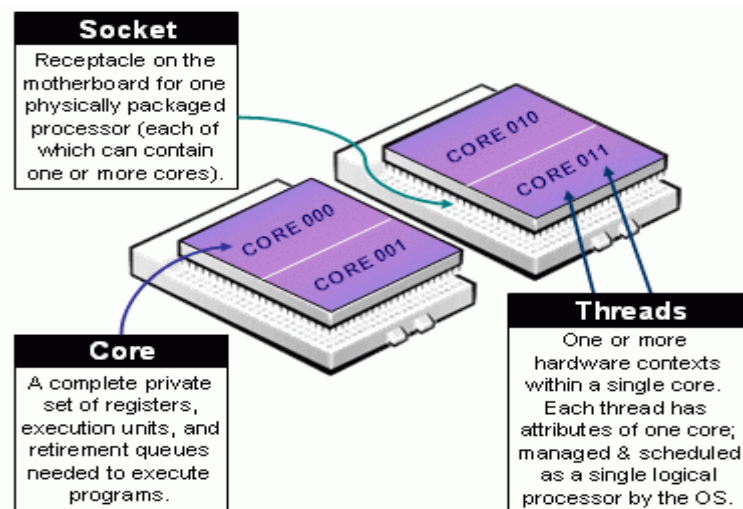 Socket
Receptacle on the
motherboard for one
physically packaged
processor (each of
which can contain
one or more cores).
CORE 010
CORE 011
CORE 000
CORE 001
Core
A complete private
set of registers,
execution units, and
retirement queues
needed to execute
programs.
Threads
One or more
hardware contexts
within a single core.
Each thread has
attributes of one core;
managed & scheduled
as a single logical
processor by the OS.